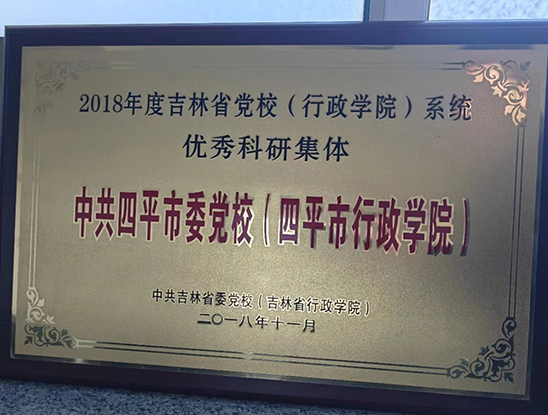 2018年度吉林省党校（行政学院）系统
优秀科研集体
中共四平市委党校（四平市行政学院）
中共吉林省委党校（吉林省行政学院）
二〇一八年十一月